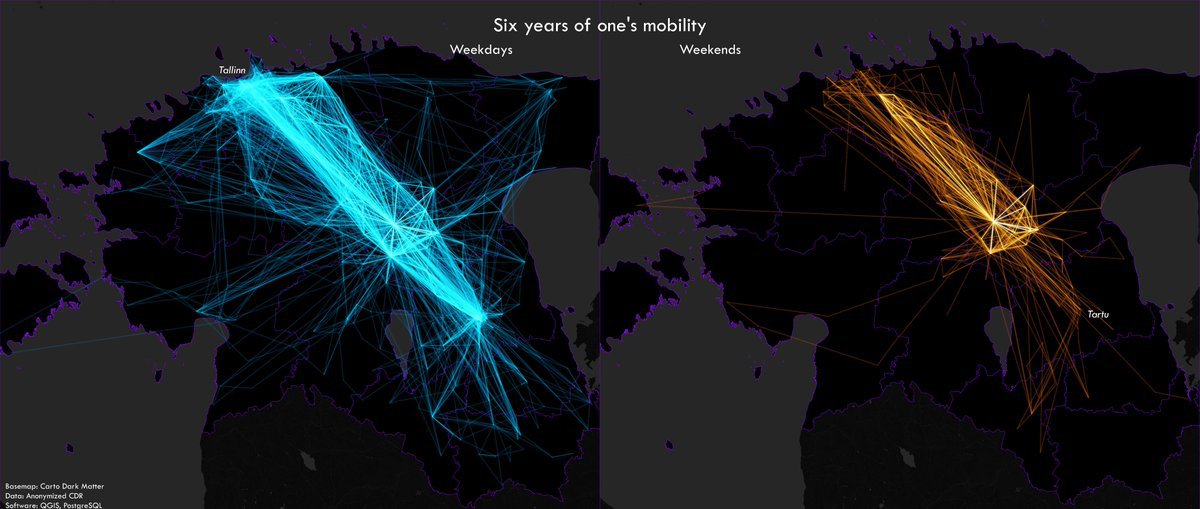 Six years of one's mobility
Weekdays
Weekends
Tallinn
Tartu
Basemap: Carto Dark Matter
Data: Anonymized CDR
Software: QGIS, PostgreSQL